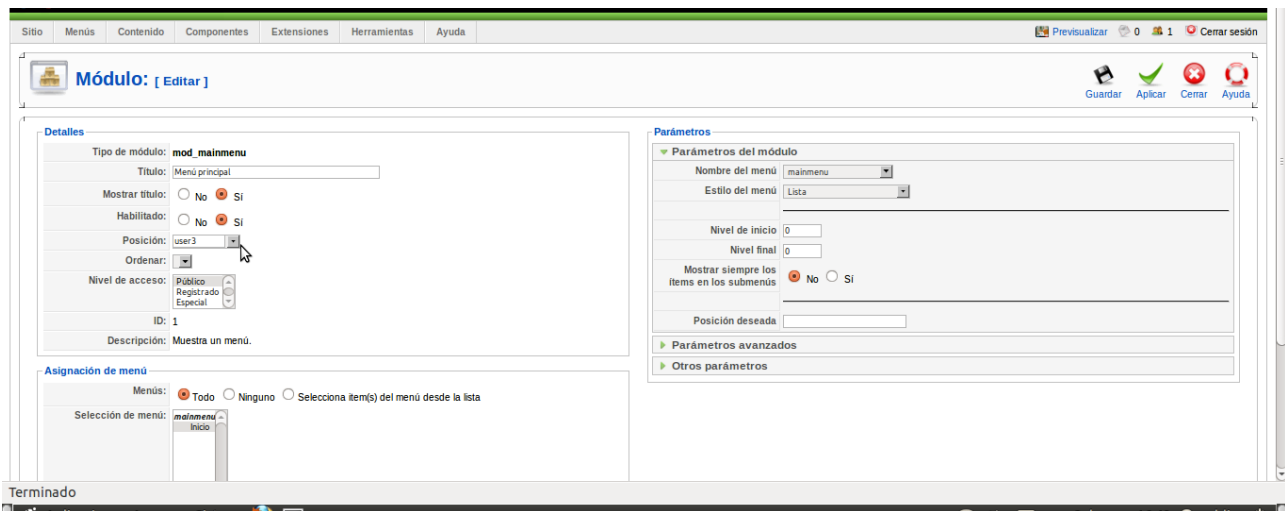 Sitio Menús Contenido Componentes Extensiones Herramientas Ayuda Previsualizar 0 1 Cerrar sesión
Módulo: [ Editar ]
Guardar Aplicar Cerrar Ayuda
Detalles
Tipo de módulo: mod_mainmenu
Título: Menú principal
Mostrar título: No Sí
Habilitado: No Sí
Posición: user3
Ordenar:
Nivel de acceso: Público
Registrado
Especial
ID: 1
Descripción: Muestra un menú.
Asignación de menú
Menús: Todo Ninguno Selecciona item(s) del menú desde la lista
Selección de menú: mainmenu
Inicio
Parámetros
Parámetros del módulo
Nombre del menú mainmenu
Estilo del menú Lista
Nivel de inicio 0
Nivel final 0
Mostrar siempre los
ítems en los submenús No Sí
Posición deseada
Parámetros avanzados
Otros parámetros
Terminado